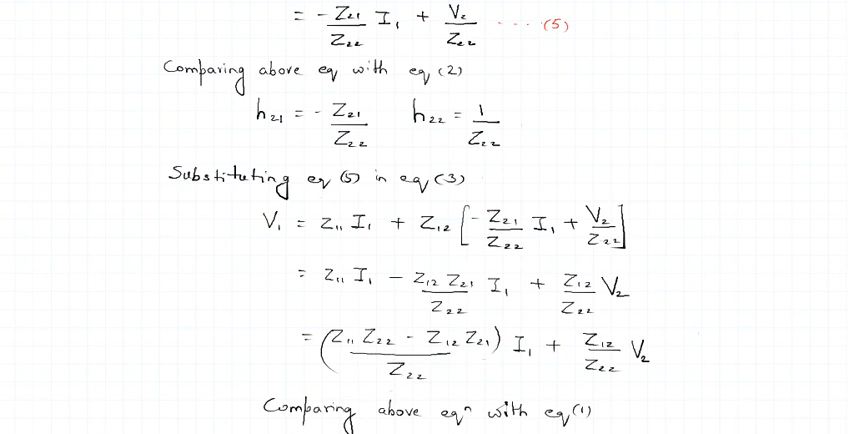 = - Z₂₁/Z₂₂ I₁ + V₂/Z₂₂ ---- (5)
Comparing above eq with eq (2)
h₂₁ = - Z₂₁/Z₂₂ h₂₂ = 1/Z₂₂
Substituting eq (5) in eq (3)
V₁ = Z₁₁ I₁ + Z₁₂ [- Z₂₁/Z₂₂ I₁ + V₂/Z₂₂]
= Z₁₁ I₁ - Z₁₂ Z₂₁/Z₂₂ I₁ + Z₁₂/Z₂₂ V₂
= (Z₁₁ Z₂₂ - Z₁₂ Z₂₁)/Z₂₂ I₁ + Z₁₂/Z₂₂ V₂
Comparing above eqⁿ with eq (1)